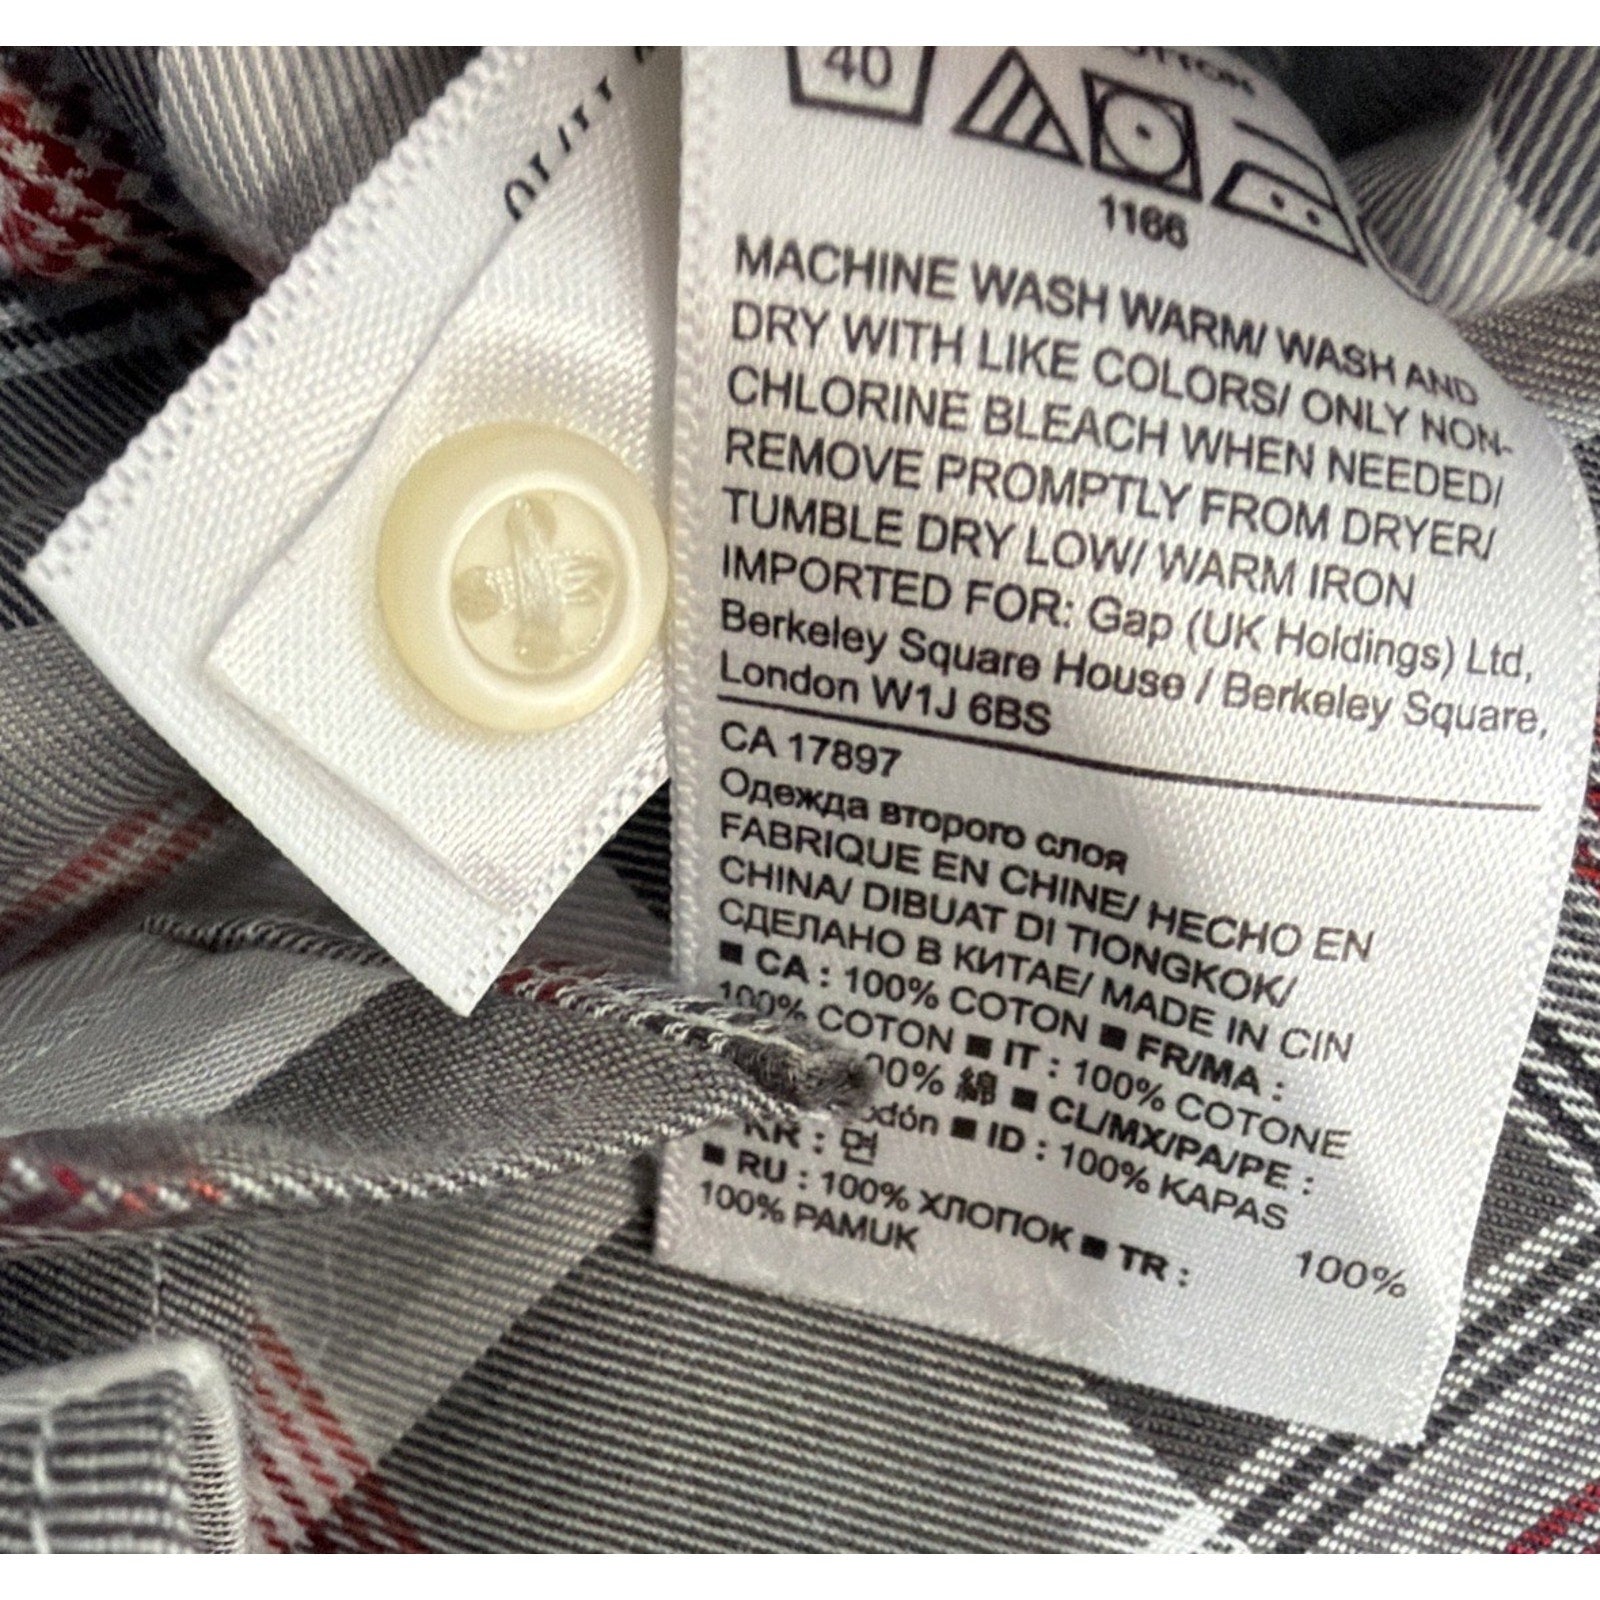 40
COTTON
1166
MACHINE WASH WARM/ WASH AND
DRY WITH LIKE COLORS/ ONLY NON-
CHLORINE BLEACH WHEN NEEDED/
REMOVE PROMPTLY FROM DRYER/
TUMBLE DRY LOW/ WARM IRON
IMPORTED FOR: Gap (UK Holdings) Ltd,
Berkeley Square House / Berkeley Square,
London W1J 6BS
CA 17897
Одежда второго слоя
FABRIQUE EN CHINE/ HECHO EN
CHINA/ DIBUAT DI TIONGKOK/
СДЕЛАНО В КИТАЕ/ MADE IN CIN
■ CA : 100% COTON ■ FR/MA :
100% COTON ■ IT : 100% COTONE
00% 綿 ■ CL/MX/PA/PE : 100%
odón ■ ID : 100% KAPAS
KR : 면
■ RU : 100% ХЛОПОК ■ TR :
100% PAMUK